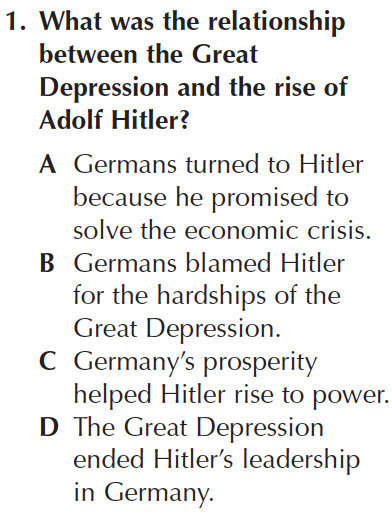 1. What was the relationship
between the Great
Depression and the rise of
Adolf Hitler?
A Germans turned to Hitler
because he promised to
solve the economic crisis.
B Germans blamed Hitler
for the hardships of the
Great Depression.
C Germany’s prosperity
helped Hitler rise to power.
D The Great Depression
ended Hitler’s leadership
in Germany.